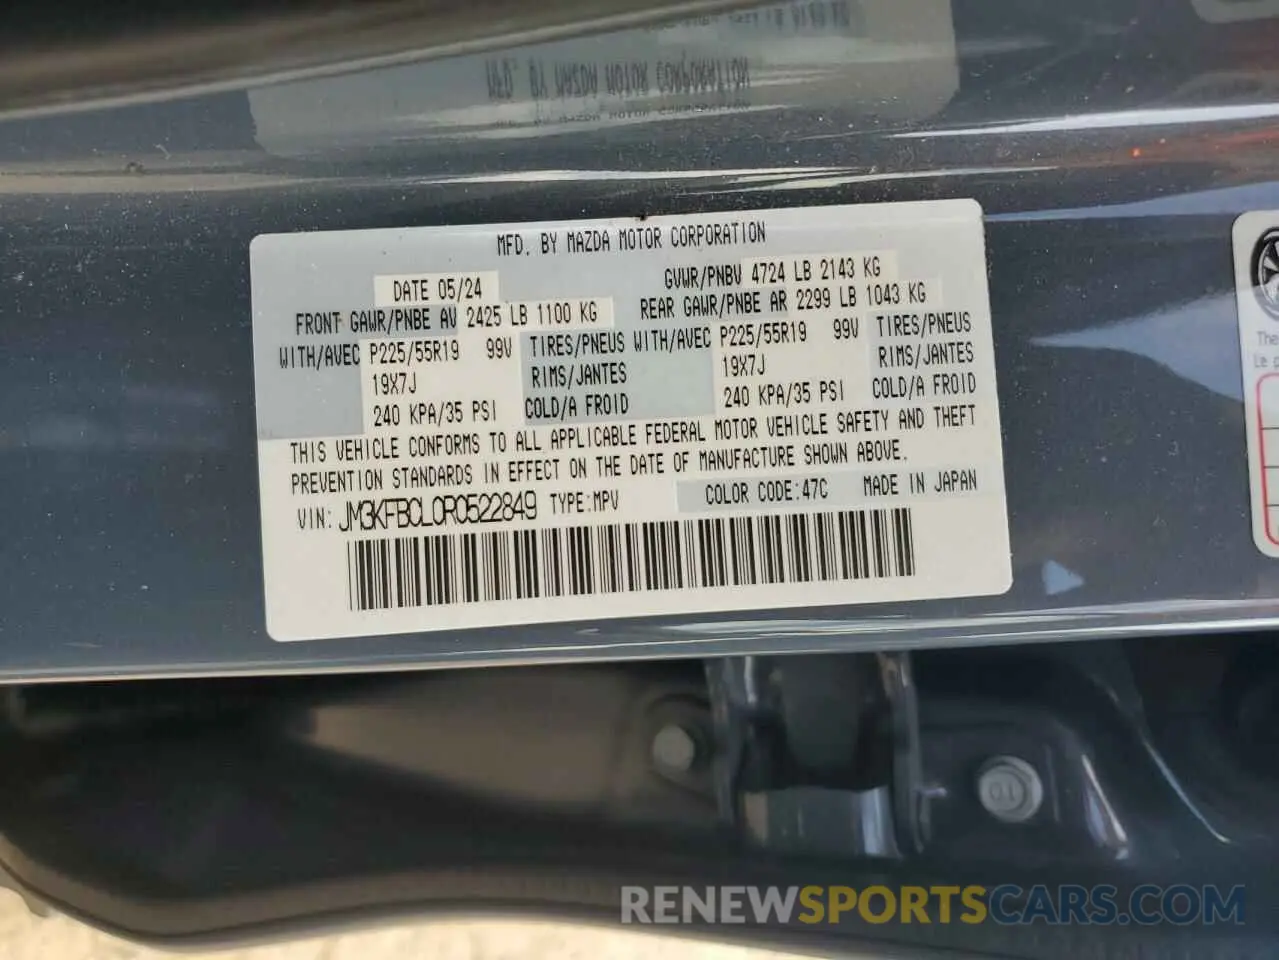 MFD. BY MAZDA MOTOR CORPORATION
DATE 05/24 GVWR/PNBV 4724 LB 2143 KG
FRONT GAWR/PNBE AV 2425 LB 1100 KG REAR GAWR/PNBE AR 2299 LB 1043 KG
WITH/AVEC P225/55R19 99V TIRES/PNEUS WITH/AVEC P225/55R19 99V TIRES/PNEUS
19X7J RIMS/JANTES 19X7J RIMS/JANTES
240 KPA/35 PSI COLD/A FROID 240 KPA/35 PSI COLD/A FROID
THIS VEHICLE CONFORMS TO ALL APPLICABLE FEDERAL MOTOR VEHICLE SAFETY AND THEFT
PREVENTION STANDARDS IN EFFECT ON THE DATE OF MANUFACTURE SHOWN ABOVE.
VIN: JM3KFBCL0R0522849 TYPE:MPV COLOR CODE:47C MADE IN JAPAN
The
Le p
RENEWSPORTSCARS.COM